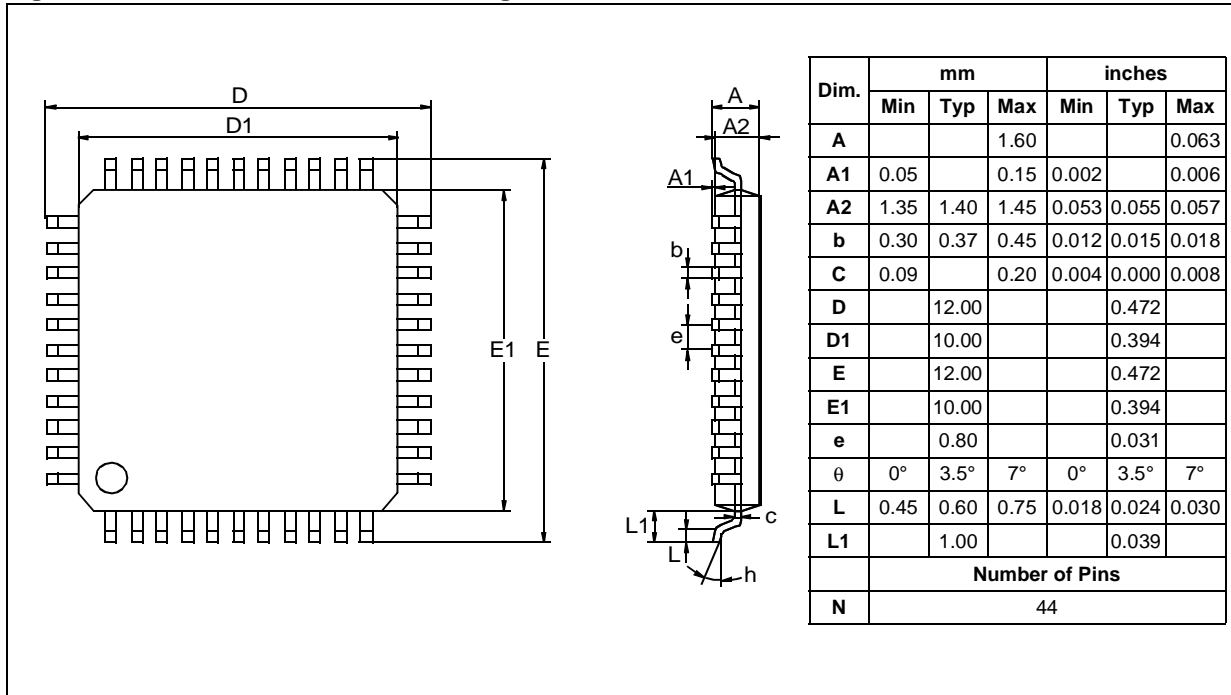 D
D1
E1
E
A
A2
A1
b
e
c
L1
L
h
Dim. mm inches
Min Typ Max Min Typ Max
A 1.60 0.063
A1 0.05 0.15 0.002 0.006
A2 1.35 1.40 1.45 0.053 0.055 0.057
b 0.30 0.37 0.45 0.012 0.015 0.018
C 0.09 0.20 0.004 0.000 0.008
D 12.00 0.472
D1 10.00 0.394
E 12.00 0.472
E1 10.00 0.394
e 0.80 0.031
θ 0° 3.5° 7° 0° 3.5° 7°
L 0.45 0.60 0.75 0.018 0.024 0.030
L1 1.00 0.039
Number of Pins
N 44